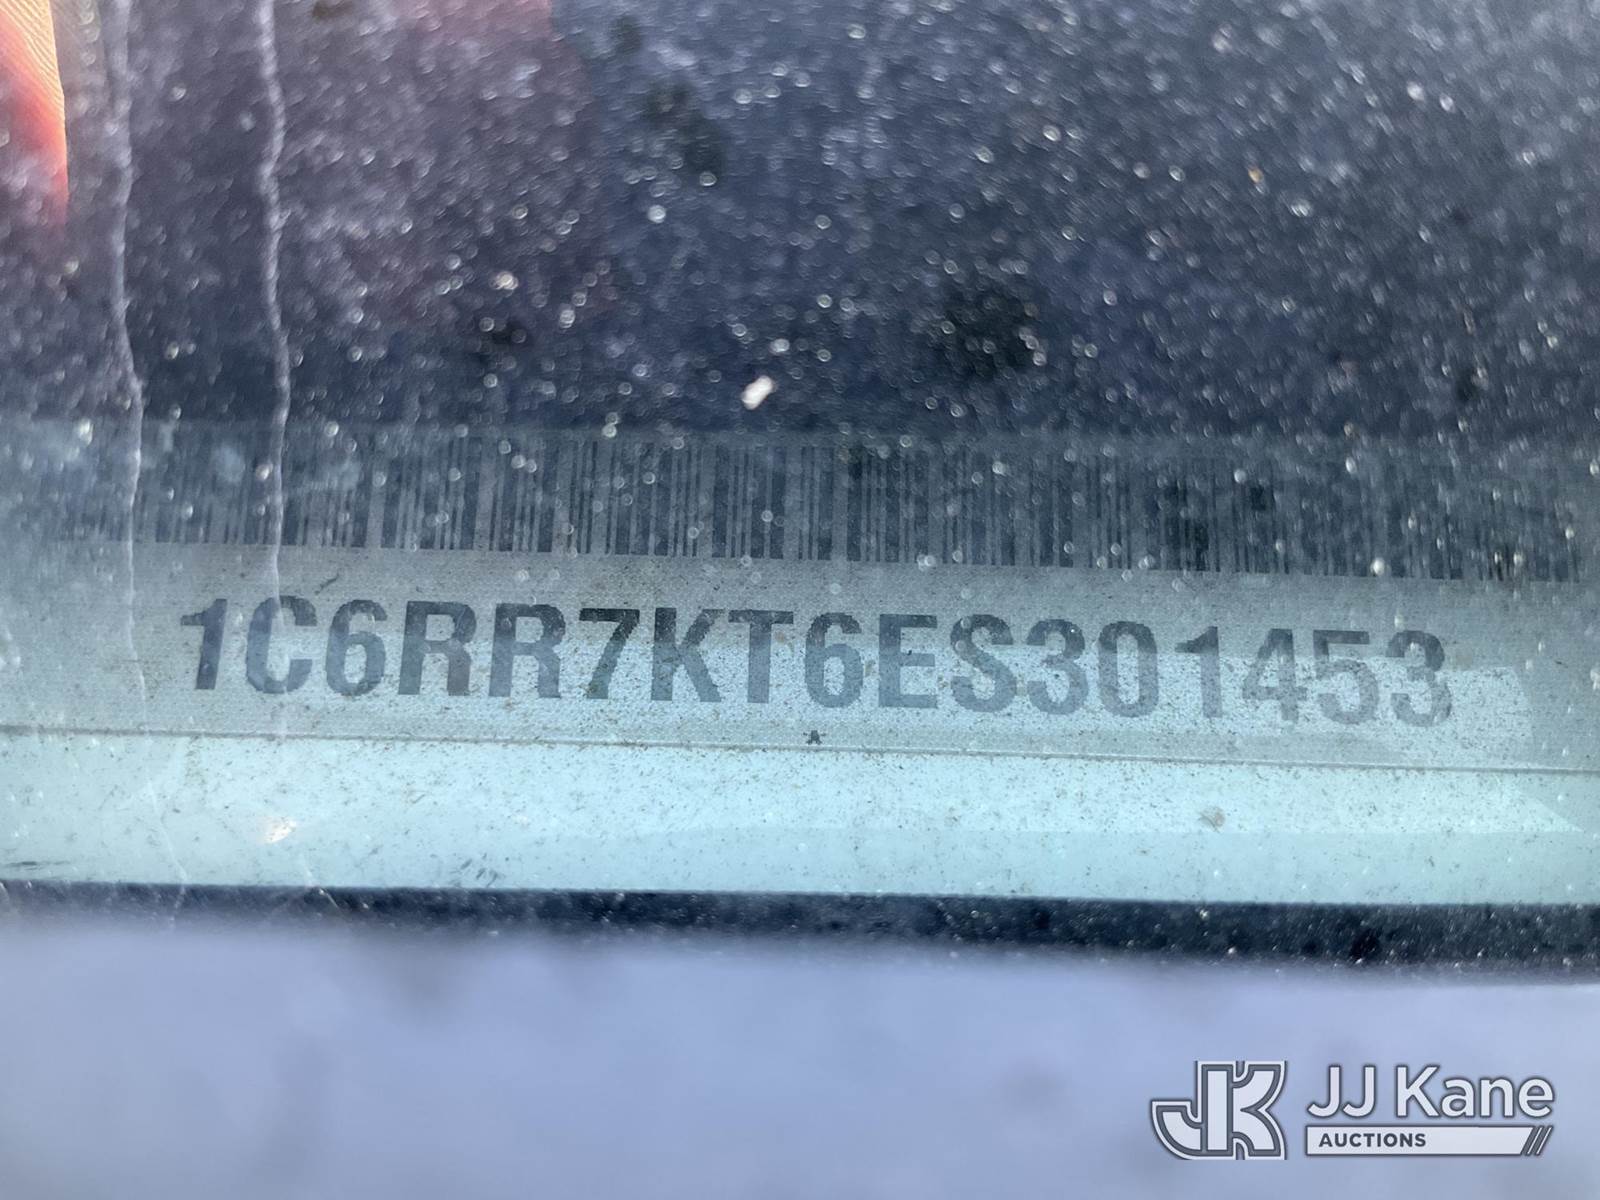 1C6RR7KT6ES301453
JJ Kane
AUCTIONS